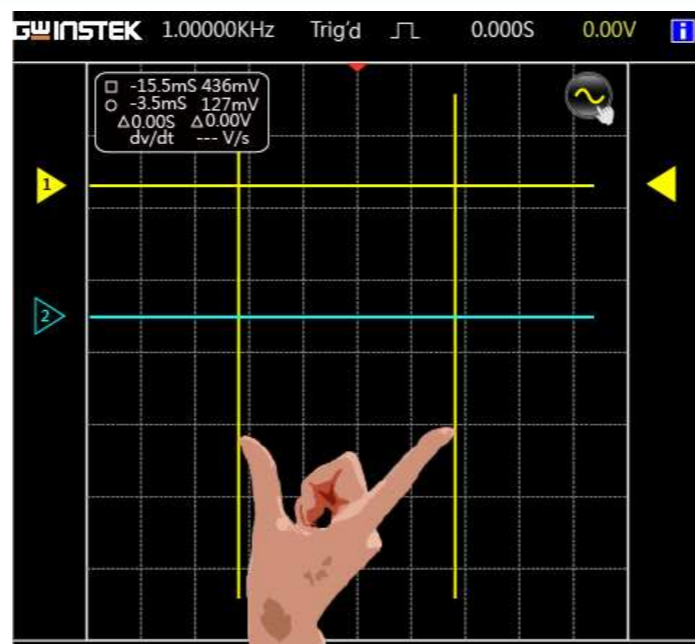 GWINSTEK 1.00000KHz Trig'd 0.000S 0.00V i
-15.5mS 436mV
-3.5mS 127mV
Δ0.00S Δ0.00V
dv/dt --- V/s
1
2